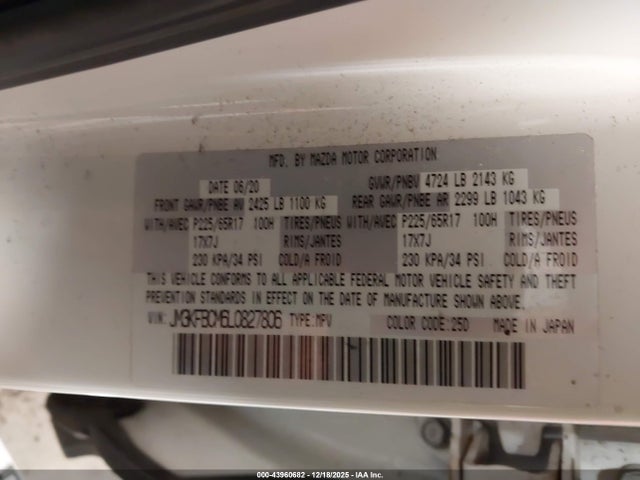 MFD. BY MAZDA MOTOR CORPORATION
DATE 06/20 GVWR/PNBV 4724 LB 2143 KG
FRONT GAWR/PNBE AV 2425 LB 1100 KG REAR GAWR/PNBE AR 2299 LB 1043 KG
WITH/AVEC P225/65R17 100H TIRES/PNEUS WITH/AVEC P225/65R17 100H TIRES/PNEUS
17X7J RIMS/JANTES 17X7J RIMS/JANTES
230 KPA/34 PSI COLD/A FROID 230 KPA/34 PSI COLD/A FROID
THIS VEHICLE CONFORMS TO ALL APPLICABLE FEDERAL MOTOR VEHICLE SAFETY AND THEFT
PREVENTION STANDARDS IN EFFECT ON THE DATE OF MANUFACTURE SHOWN ABOVE.
VIN: JM3KFBCM6L0827806 TYPE:MPV COLOR CODE:25D MADE IN JAPAN
000-43960682 - 12/18/2025 - IAA Inc.